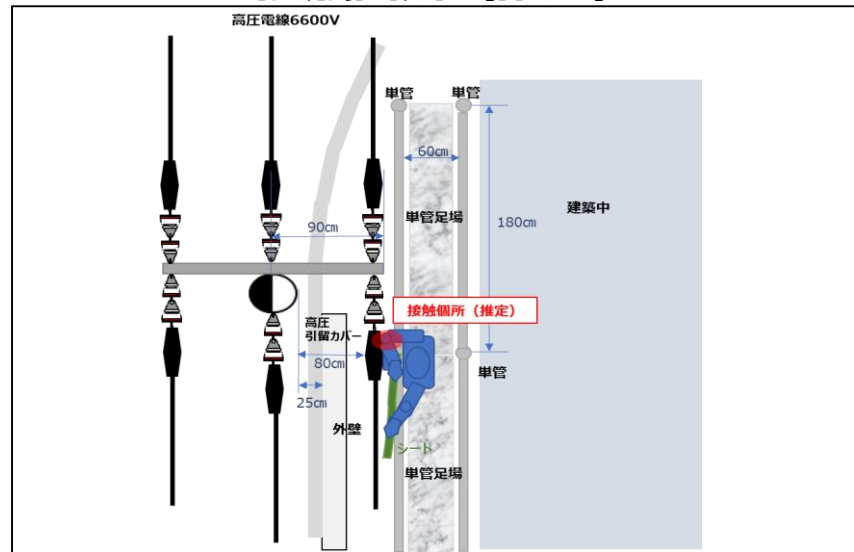 高圧電線6600V
単管
単管
60㎝
単管足場
180㎝
建築中
90㎝
接触個所（推定）
高圧
引留カバー
80㎝
単管
25㎝
外壁
シート
単管足場